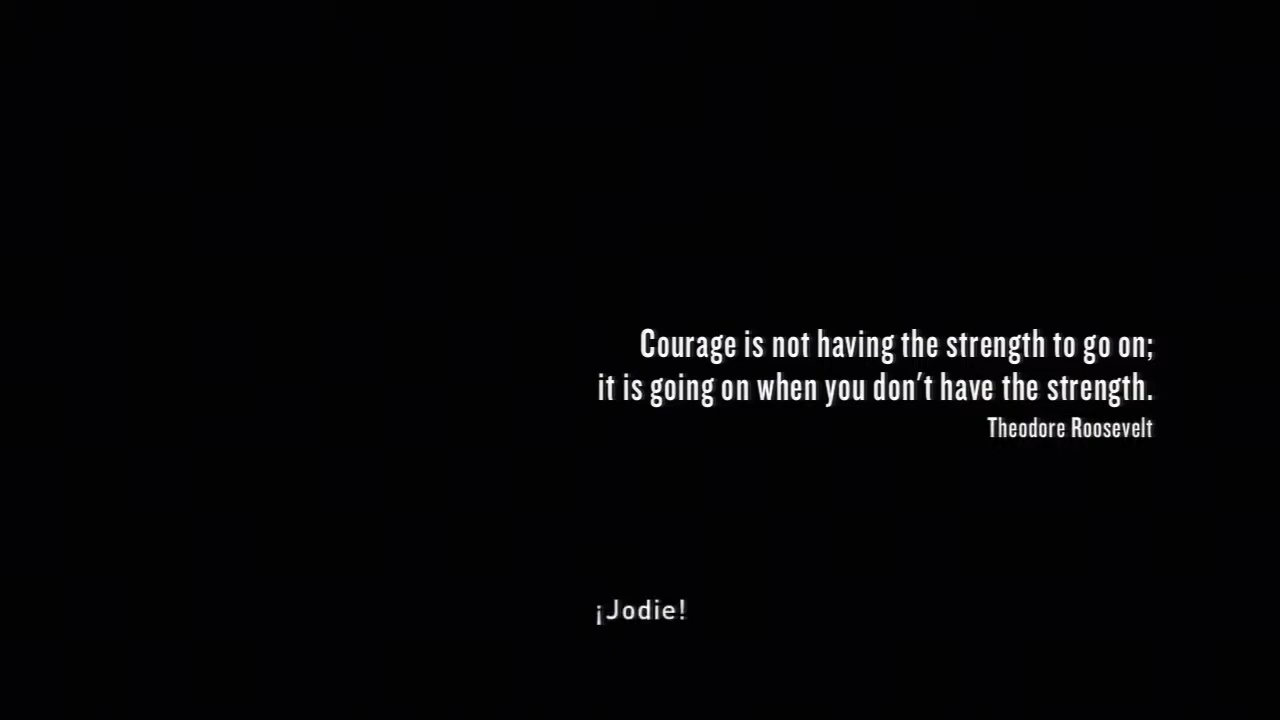 Courage is not having the strength to go on;
it is going on when you don't have the strength.
Theodore Roosevelt
¡Jodie!